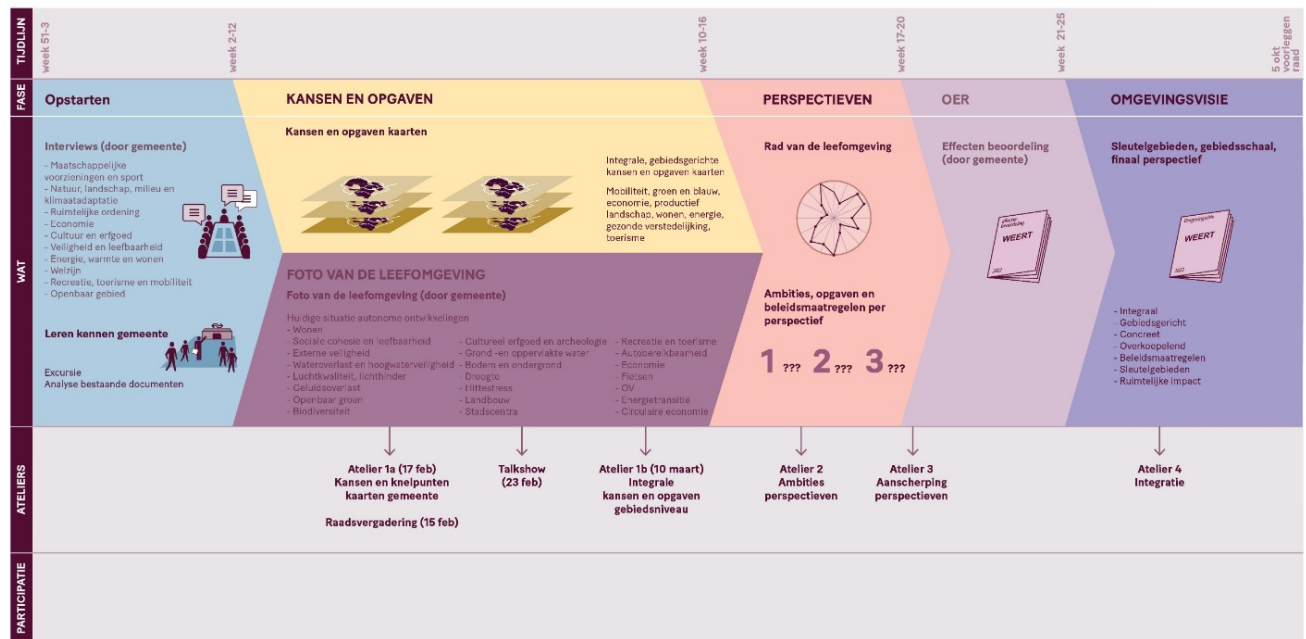 TIJDLIJN
week 51-3
week 2-12
week 10-16
week 17-20
week 21-25
5 okt
voorleggen
raad
FASE
Opstarten
KANSEN EN OPGAVEN
PERSPECTIEVEN
OER
OMGEVINGSVISIE
WAT
Interviews (door gemeente)
- Maatschappelijke
voorzieningen en sport
- Natuur, landschap, milieu en
klimaatadaptatie
- Ruimtelijke ordening
- Economie
- Cultuur en erfgoed
- Veiligheid en leefbaarheid
- Energie, warmte en wonen
- Welzijn
- Recreatie, toerisme en mobiliteit
- Openbaar gebied
Leren kennen gemeente
Excursie
Analyse bestaande documenten
Kansen en opgaven kaarten
Integrale, gebiedsgerichte
kansen en opgaven kaarten
Mobiliteit, groen en blauw,
economie, productief
landschap, wonen, energie,
gezonde verstedelijking,
toerisme
FOTO VAN DE LEEFOMGEVING
Foto van de leefomgeving (door gemeente)
Huidige situatie autonome ontwikkelingen
- Wonen
- Sociale cohesie en leefbaarheid
- Externe veiligheid
- Wateroverlast en hoogwaterveiligheid
- Luchtkwaliteit, lichthinder
- Geluidsoverlast
- Openbaar groen
- Biodiversiteit
- Cultureel erfgoed en archeologie
- Grond -en oppervlakte water
- Bodem en ondergrond
- Droogte
- Hittestress
- Landbouw
- Stadscentra
- Recreatie en toerisme
- Autobereikbaarheid
- Economie
- Fietsen
- OV
- Energietransitie
- Circulaire economie
Rad van de leefomgeving
Ambities, opgaven en
beleidsmaatregelen per
perspectief
1 ??? 2 ??? 3 ???
Effecten beoordeling
(door gemeente)
WEERT
Sleutelgebieden, gebiedsschaal,
finaal perspectief
WEERT
- Integraal
- Gebiedsgericht
- Concreet
- Overkoepelend
- Beleidsmaatregelen
- Sleutelgebieden
- Ruimtelijke impact
ATELIERS
Atelier 1a (17 feb)
Kansen en knelpunten
kaarten gemeente
Raadsvergadering (15 feb)
Talkshow
(23 feb)
Atelier 1b (10 maart)
Integrale
kansen en opgaven
gebiedsniveau
Atelier 2
Ambities
perspectieven
Atelier 3
Aanscherping
perspectieven
Atelier 4
Integratie
PARTICIPATIE